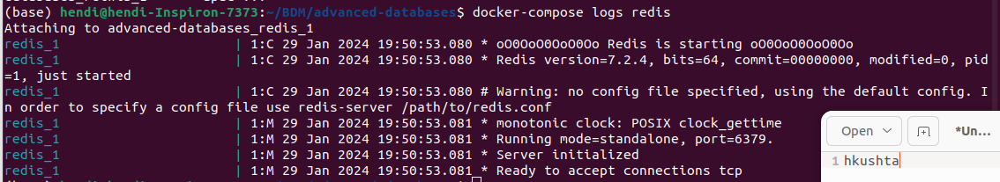 (base) hendi@hendi-Inspiron-7373:~/BDM/advanced-databases$ docker-compose logs redis
Attaching to advanced-databases_redis_1
redis_1 | 1:C 29 Jan 2024 19:50:53.080 * oO0OoO0OoO0Oo Redis is starting oO0OoO0OoO0Oo
redis_1 | 1:C 29 Jan 2024 19:50:53.080 * Redis version=7.2.4, bits=64, commit=00000000, modified=0, pid
=1, just started
redis_1 | 1:C 29 Jan 2024 19:50:53.080 # Warning: no config file specified, using the default config. I
n order to specify a config file use redis-server /path/to/redis.conf
redis_1 | 1:M 29 Jan 2024 19:50:53.081 * monotonic clock: POSIX clock_gettime
redis_1 | 1:M 29 Jan 2024 19:50:53.081 * Running mode=standalone, port=6379.
redis_1 | 1:M 29 Jan 2024 19:50:53.081 * Server initialized
redis_1 | 1:M 29 Jan 2024 19:50:53.081 * Ready to accept connections tcp
Open *Un...
1 hkushta